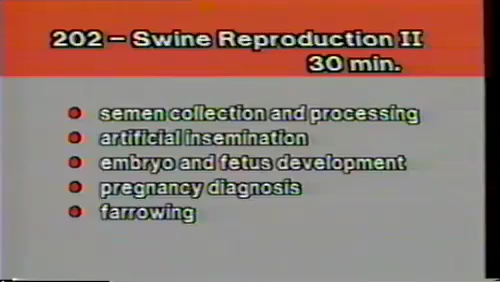 202 – Swine Reproduction II
30 min.
semen collection and processing
artificial insemination
embryo and fetus development
pregnancy diagnosis
farrowing